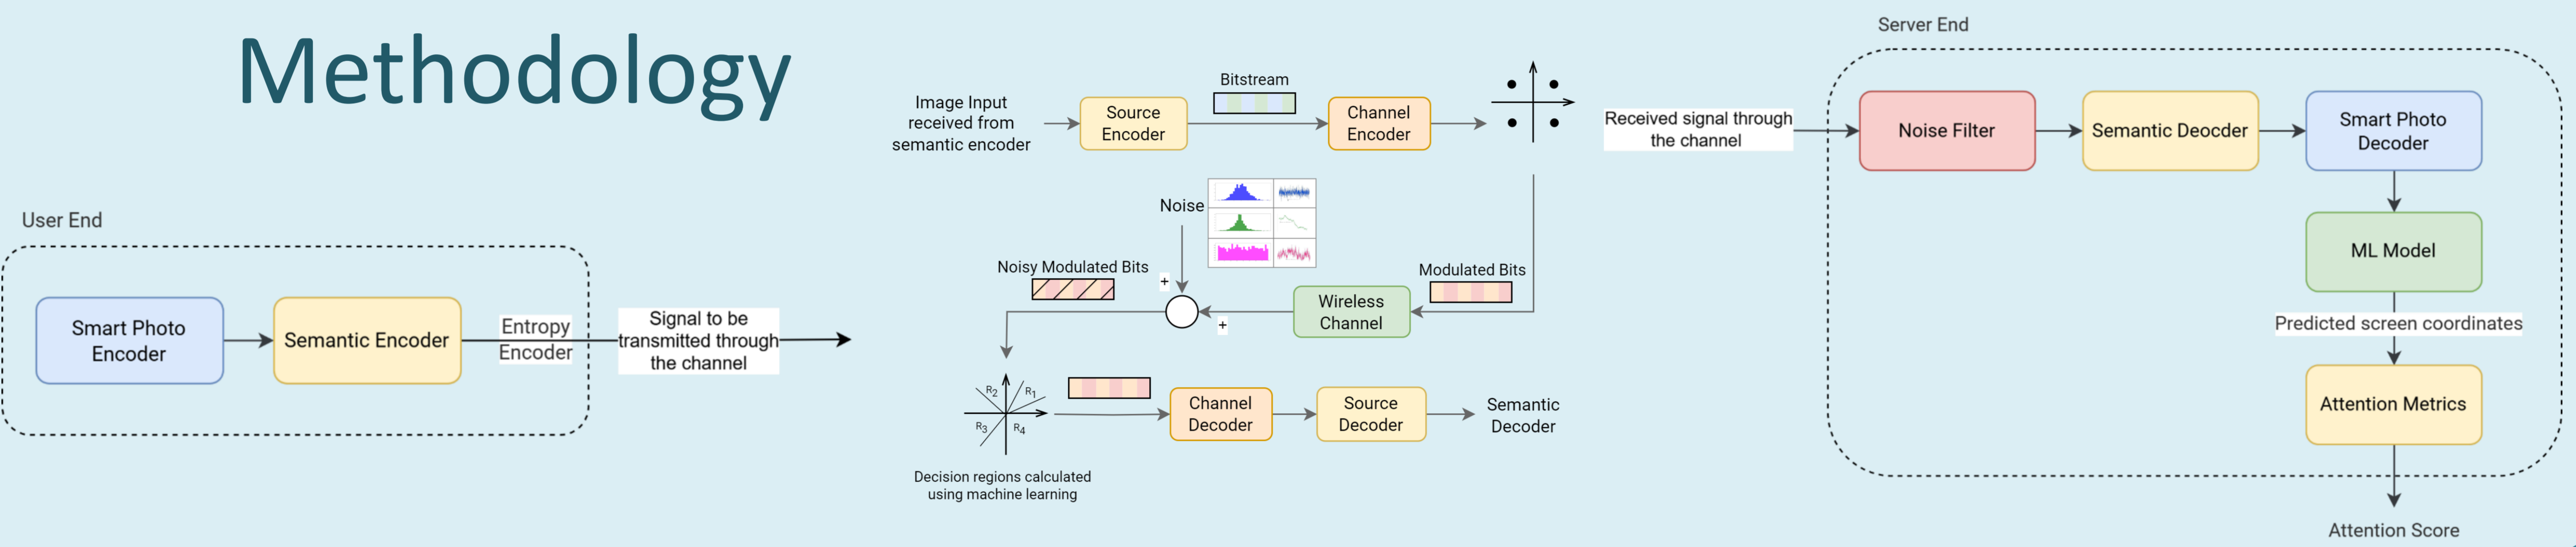 Methodology
User End
Smart Photo
Encoder
Semantic Encoder
Entropy
Encoder
Signal to be
transmitted through
the channel
Image Input
received from
semantic encoder
Source
Encoder
Bitstream
Channel
Encoder
Noise
Noisy Modulated Bits
+
+
Wireless
Channel
Modulated Bits
R2
R1
R3
R4
Decision regions calculated
using machine learning
Channel
Decoder
Source
Decoder
Semantic
Decoder
Received signal through
the channel
Server End
Noise Filter
Semantic Deocder
Smart Photo
Decoder
ML Model
Predicted screen coordinates
Attention Metrics
Attention Score